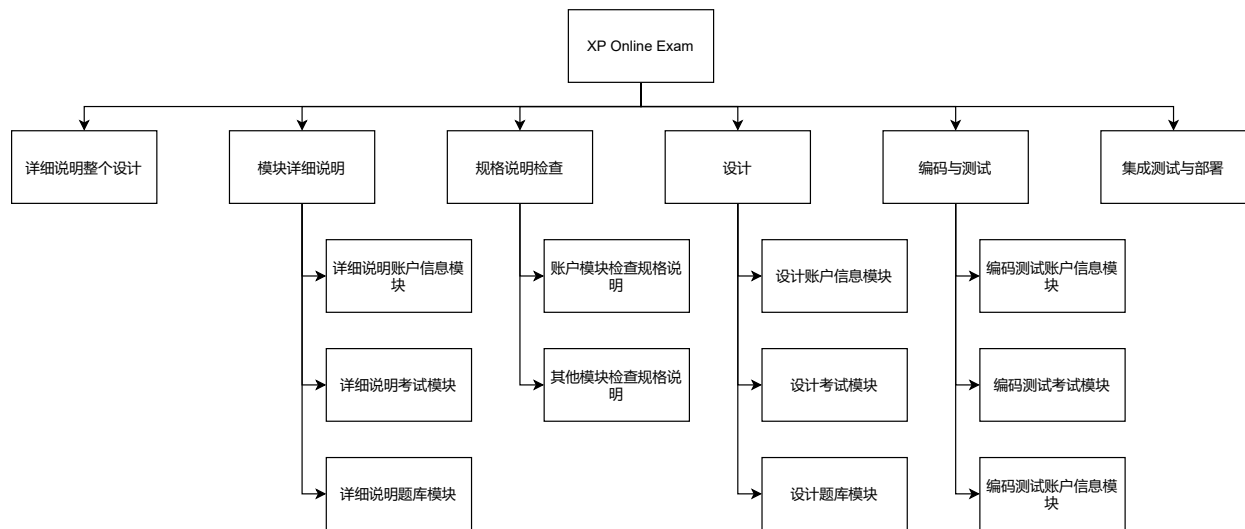 XP Online Exam
详细说明整个设计
模块详细说明
规格说明检查
设计
编码与测试
集成测试与部署
详细说明账户信息模
块
账户模块检查规格说
明
设计账户信息模块
编码测试账户信息模
块
详细说明考试模块
其他模块检查规格说
明
设计考试模块
编码测试考试模块
详细说明题库模块
设计题库模块
编码测试账户信息模
块